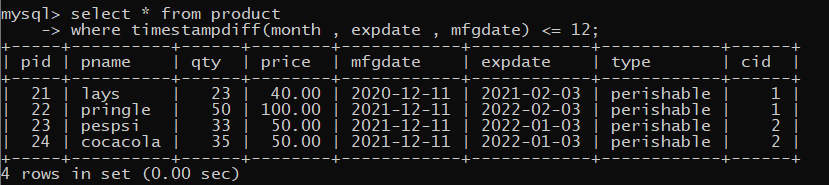 mysql> select * from product
    -> where timestampdiff(month , expdate , mfgdate) <= 12;
+-----+----------+-----+--------+------------+------------+------------+-----+
| pid | pname    | qty | price  | mfgdate    | expdate    | type       | cid |
+-----+----------+-----+--------+------------+------------+------------+-----+
|  21 | lays     |  23 |  40.00 | 2020-12-11 | 2021-02-03 | perishable |   1 |
|  22 | pringle  |  50 | 100.00 | 2021-12-11 | 2022-02-03 | perishable |   1 |
|  23 | pespsi   |  33 |  50.00 | 2021-12-11 | 2022-01-03 | perishable |   2 |
|  24 | cocacola |  35 |  50.00 | 2021-12-11 | 2022-01-03 | perishable |   2 |
+-----+----------+-----+--------+------------+------------+------------+-----+
4 rows in set (0.00 sec)